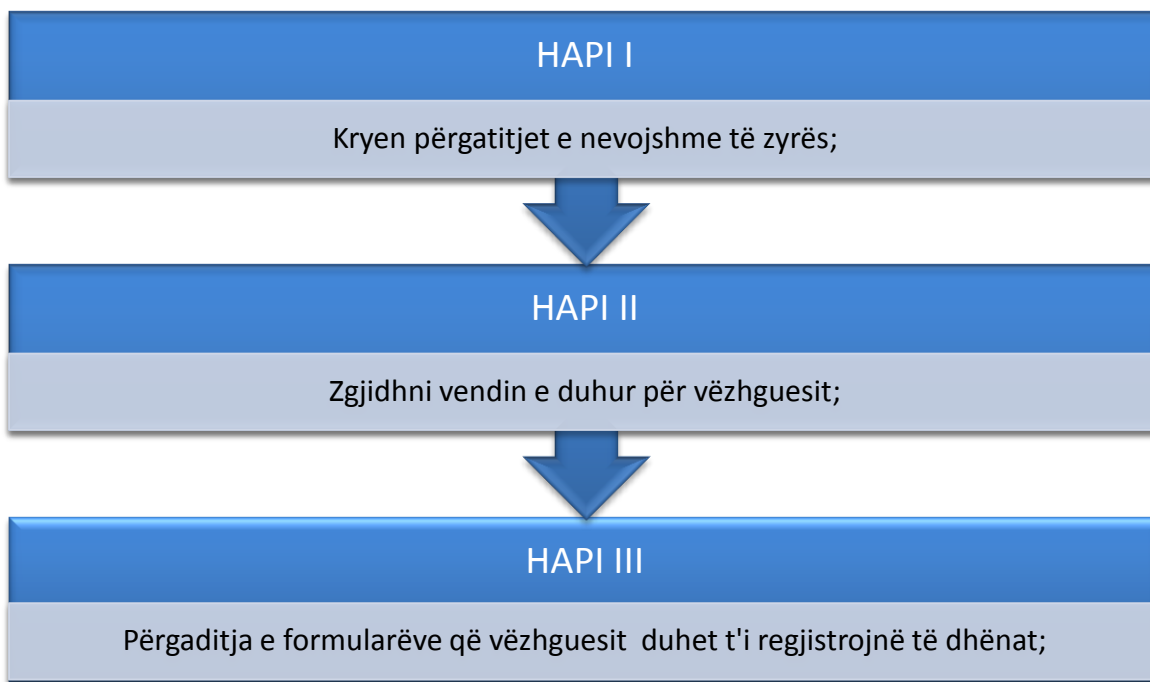 HAPI I
Kryen përgatitjet e nevojshme të zyrës;
HAPI II
Zgjidhni vendin e duhur për vëzhguesit;
HAPI III
Përgaditja e formularëve që vëzhguesit  duhet t'i regjistrojnë të dhënat;